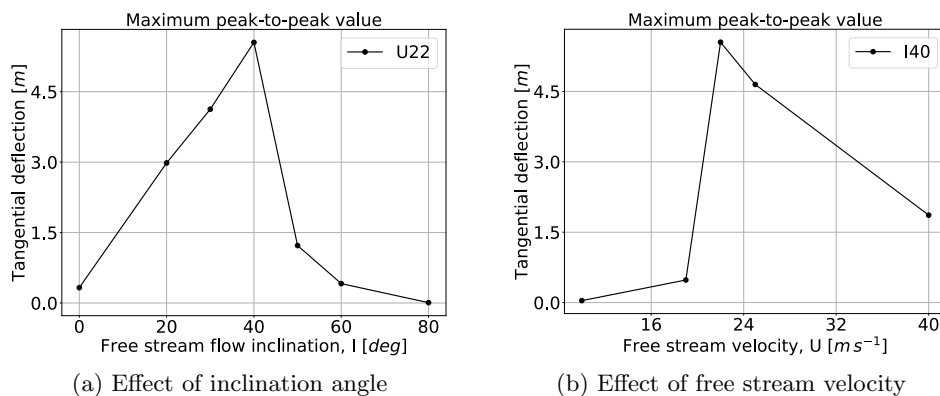 Maximum peak-to-peak value
U22
Tangential deflection [m]
4.5
3.0
1.5
0.0
0 20 40 60 80
Free stream flow inclination, I [deg]
(a) Effect of inclination angle
Maximum peak-to-peak value
I40
Tangential deflection [m]
4.5
3.0
1.5
0.0
16 24 32 40
Free stream velocity, U [m s⁻¹]
(b) Effect of free stream velocity